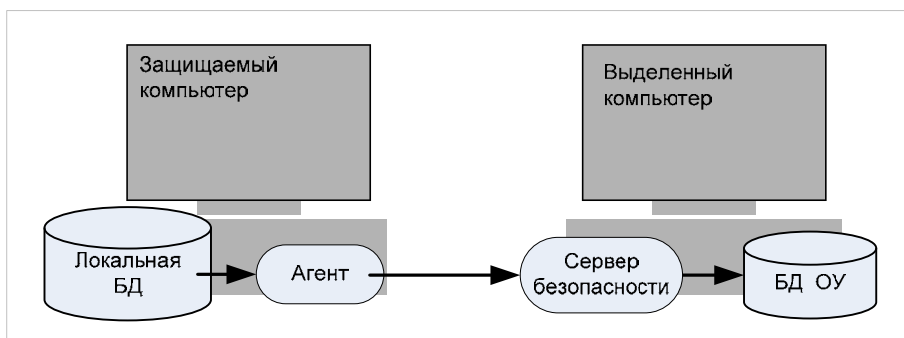 Защищаемый
компьютер
Выделенный
компьютер
Локальная
БД
Агент
Сервер
безопасности
БД ОУ